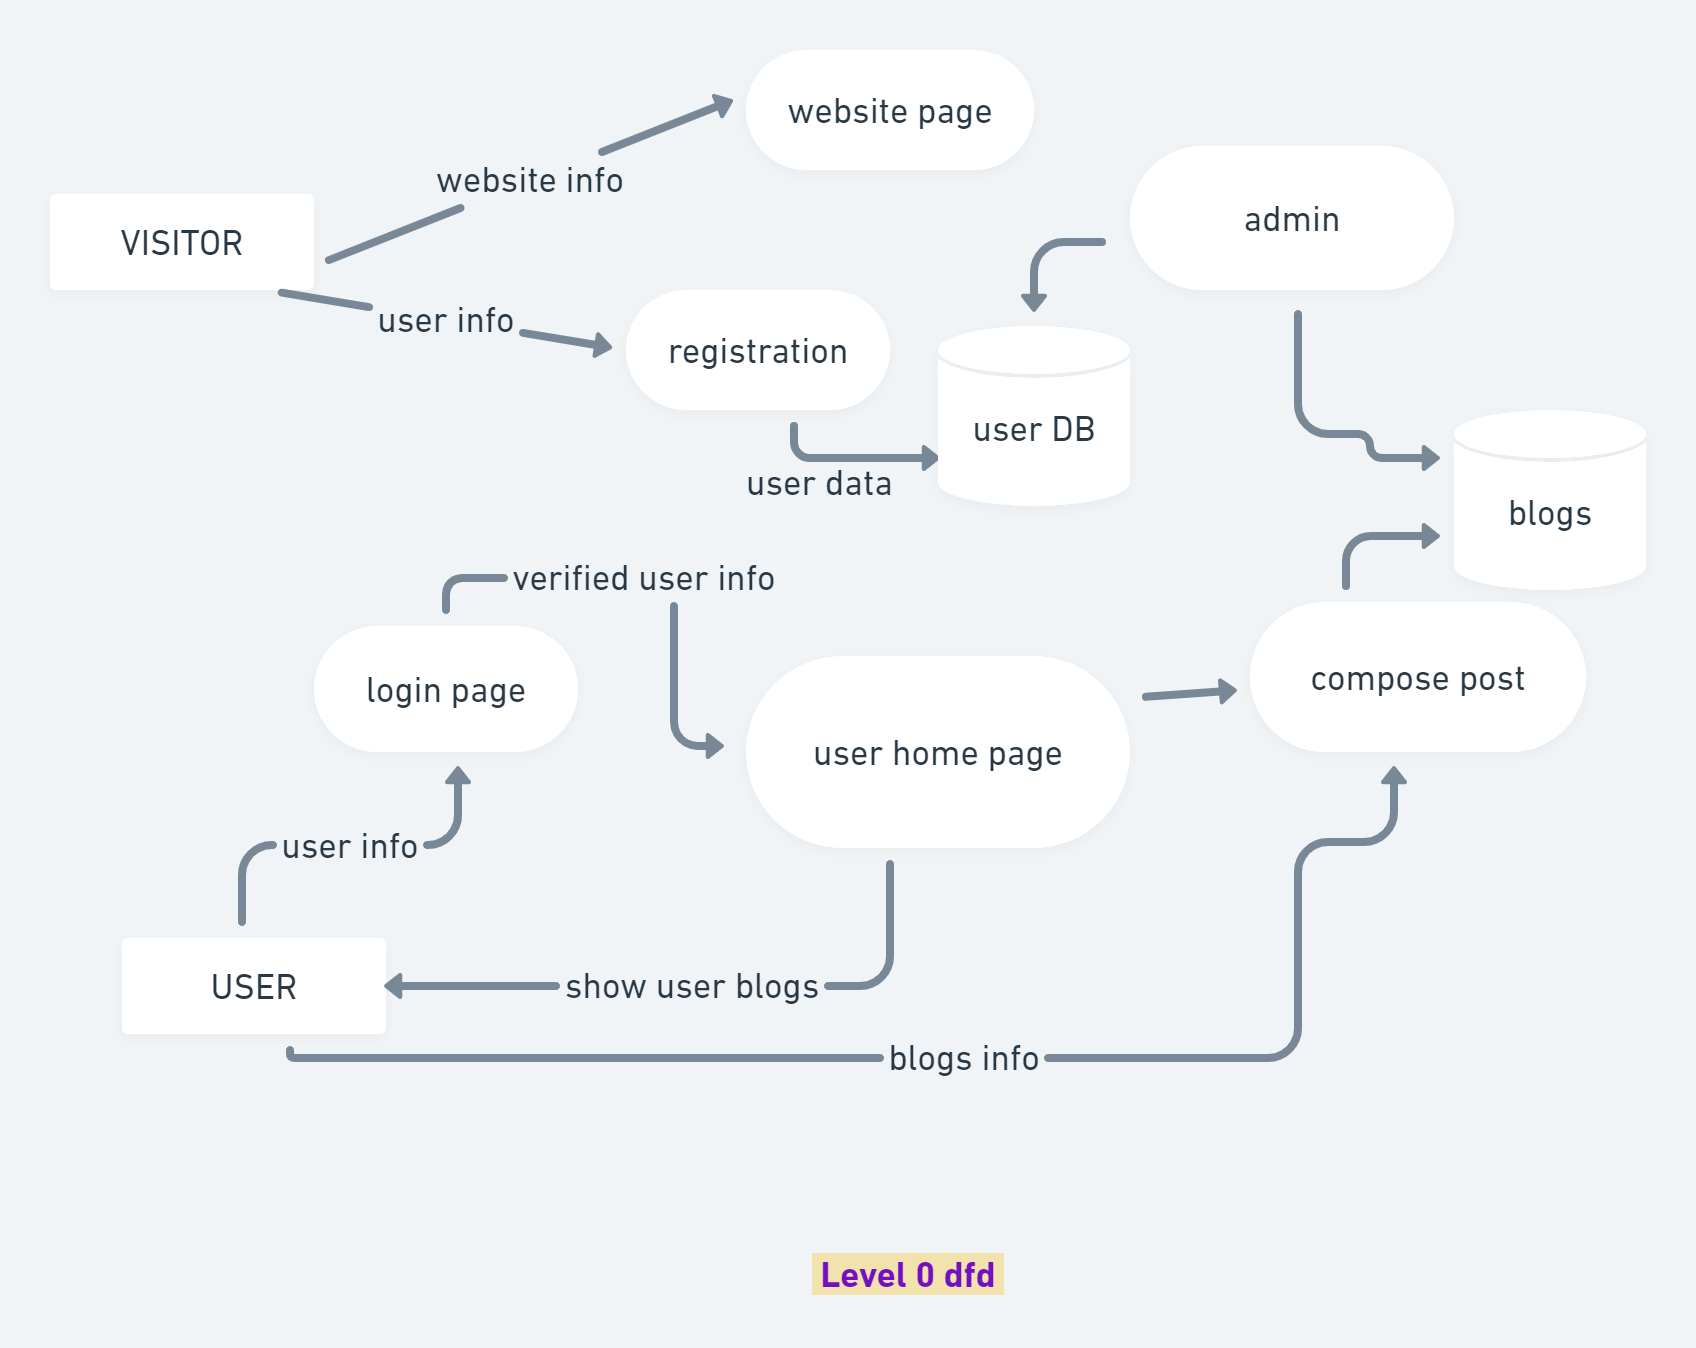 website page
website info
admin
VISITOR
user info
registration
user DB
user data
blogs
verified user info
login page
compose post
user home page
user info
USER
show user blogs
blogs info
Level 0 dfd